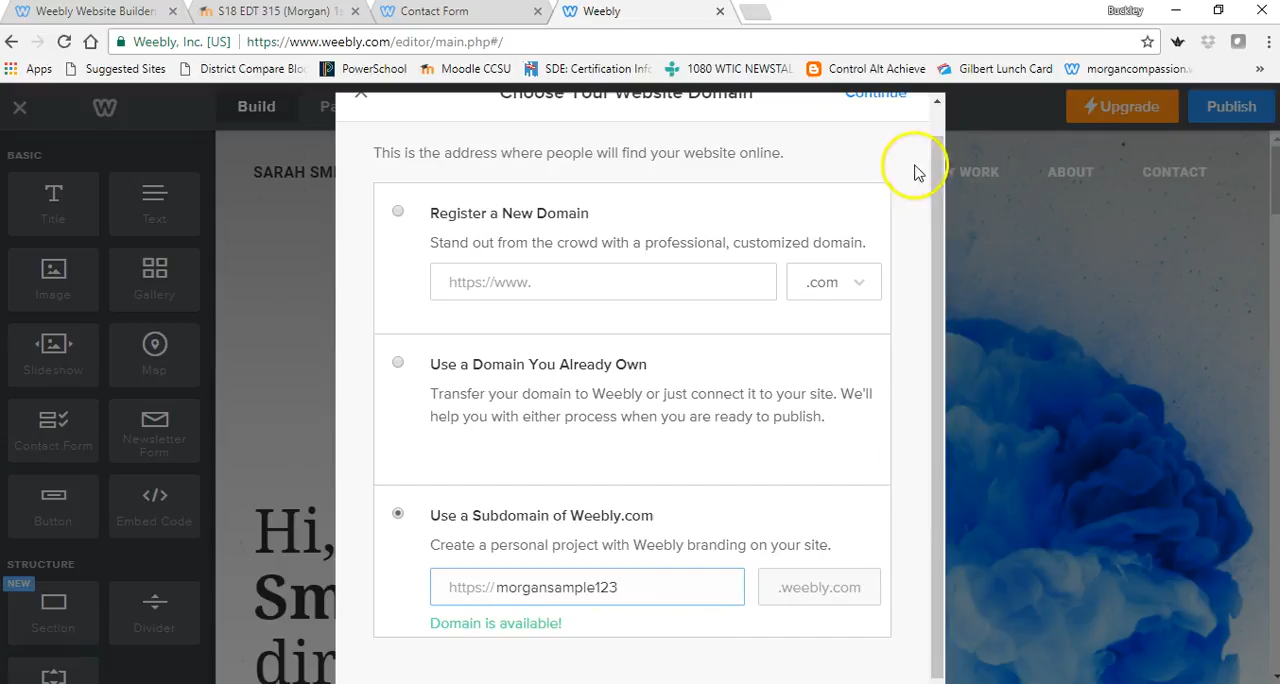 Weebly Website Builder
S18 EDT 315 (Morgan) 1s
Contact Form
Weebly
Buckley
Weebly, Inc. [US]
https://www.weebly.com/editor/main.php#/
Apps
Suggested Sites
District Compare Blo
PowerSchool
Moodle CCSU
SDE: Certification Inf
1080 WTIC NEWSTAL
Control Alt Achieve
Gilbert Lunch Card
morgancompassion.w
»
Build
Pa
Choose Your Website Domain
Continue
Upgrade
Publish
BASIC
Title
Text
Image
Gallery
Slideshow
Map
Contact Form
Newsletter
Form
Button
Embed Code
STRUCTURE
NEW
Section
Divider
SARAH SMI
WORK
ABOUT
CONTACT
Hi,
Sm
dir
This is the address where people will find your website online.
Register a New Domain
Stand out from the crowd with a professional, customized domain.
https://www.
.com
Use a Domain You Already Own
Transfer your domain to Weebly or just connect it to your site. We'll
help you with either process when you are ready to publish.
Use a Subdomain of Weebly.com
Create a personal project with Weebly branding on your site.
https://morgansample123
.weebly.com
Domain is available!